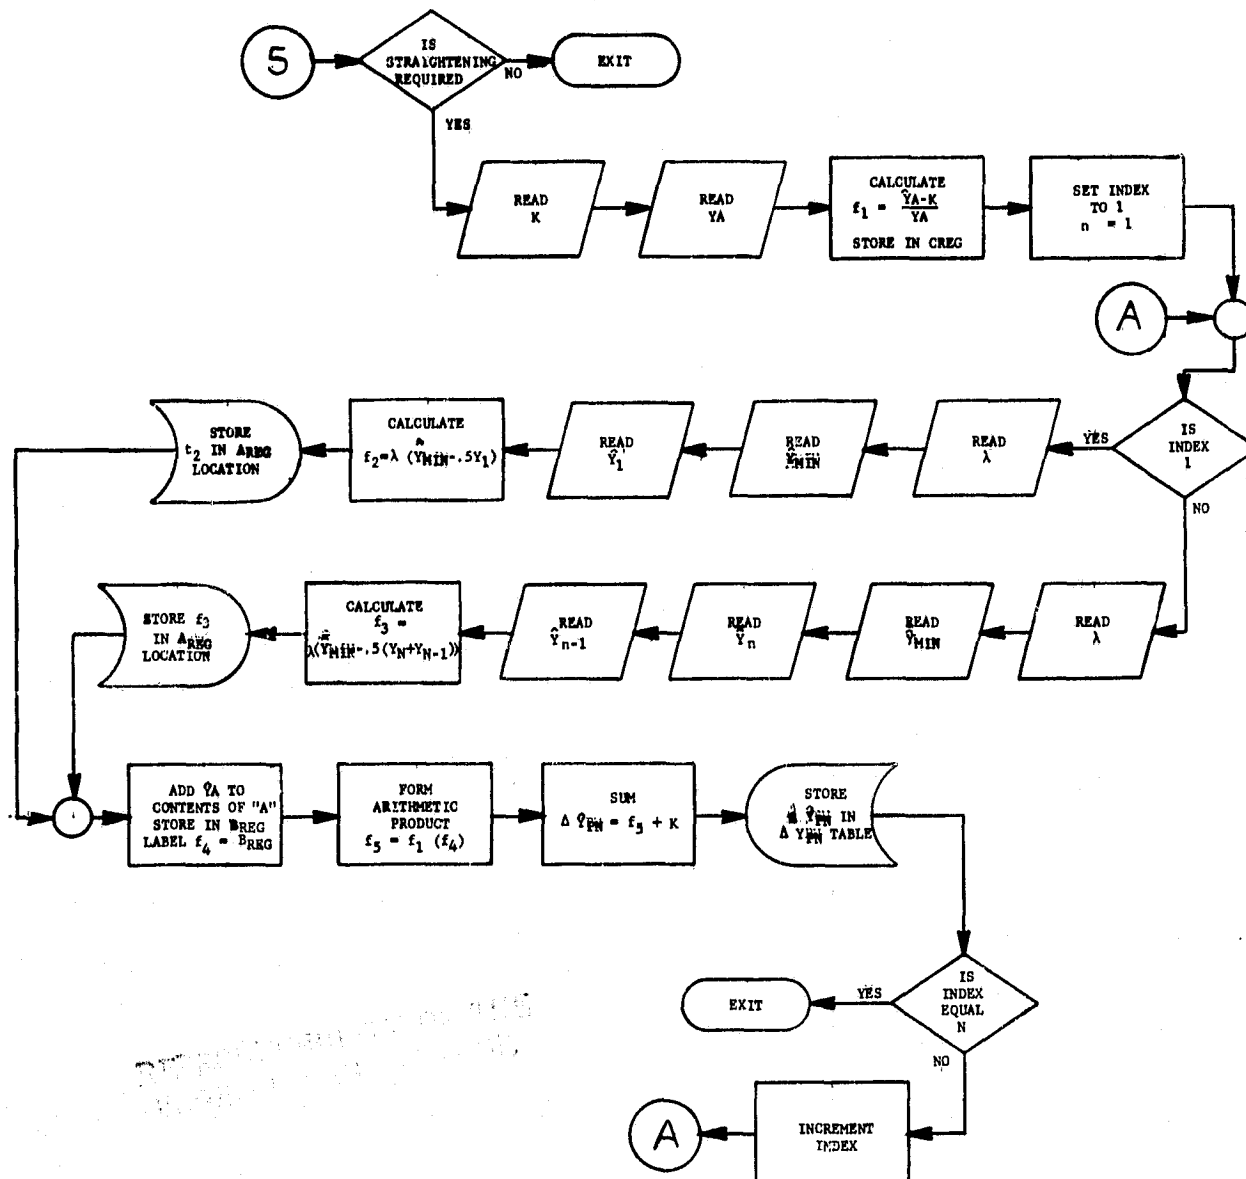 5
IS
STRAIGHTENING
REQUIRED
NO
EXIT
YES
READ
K
READ
YA
CALCULATE
f1 = ŶA-K
YA
STORE IN CREG
SET INDEX
TO 1
n = 1
A
IS
INDEX
1
YES
NO
READ
λ
READ
ŶMIN
READ
Ŷ1
CALCULATE
f2=λ (ŶMIN-.5Y1)
STORE
IN AREG
LOCATION
READ
λ
READ
ŶMIN
READ
Ŷn
READ
Ŷn-1
CALCULATE
f3 =
λ(ŶMIN-.5(YN+YN-1))
STORE f3
IN AREG
LOCATION
ADD ŶA TO
CONTENTS OF "A"
STORE IN BREG
LABEL f4 = BREG
FORM
ARITHMETIC
PRODUCT
f5 = f1 (f4)
SUM
Δ ŶPN = f5 + K
STORE
Δ ŶPN IN
Δ YPN TABLE
IS
INDEX
EQUAL
N
YES
EXIT
NO
INCREMENT
INDEX
A